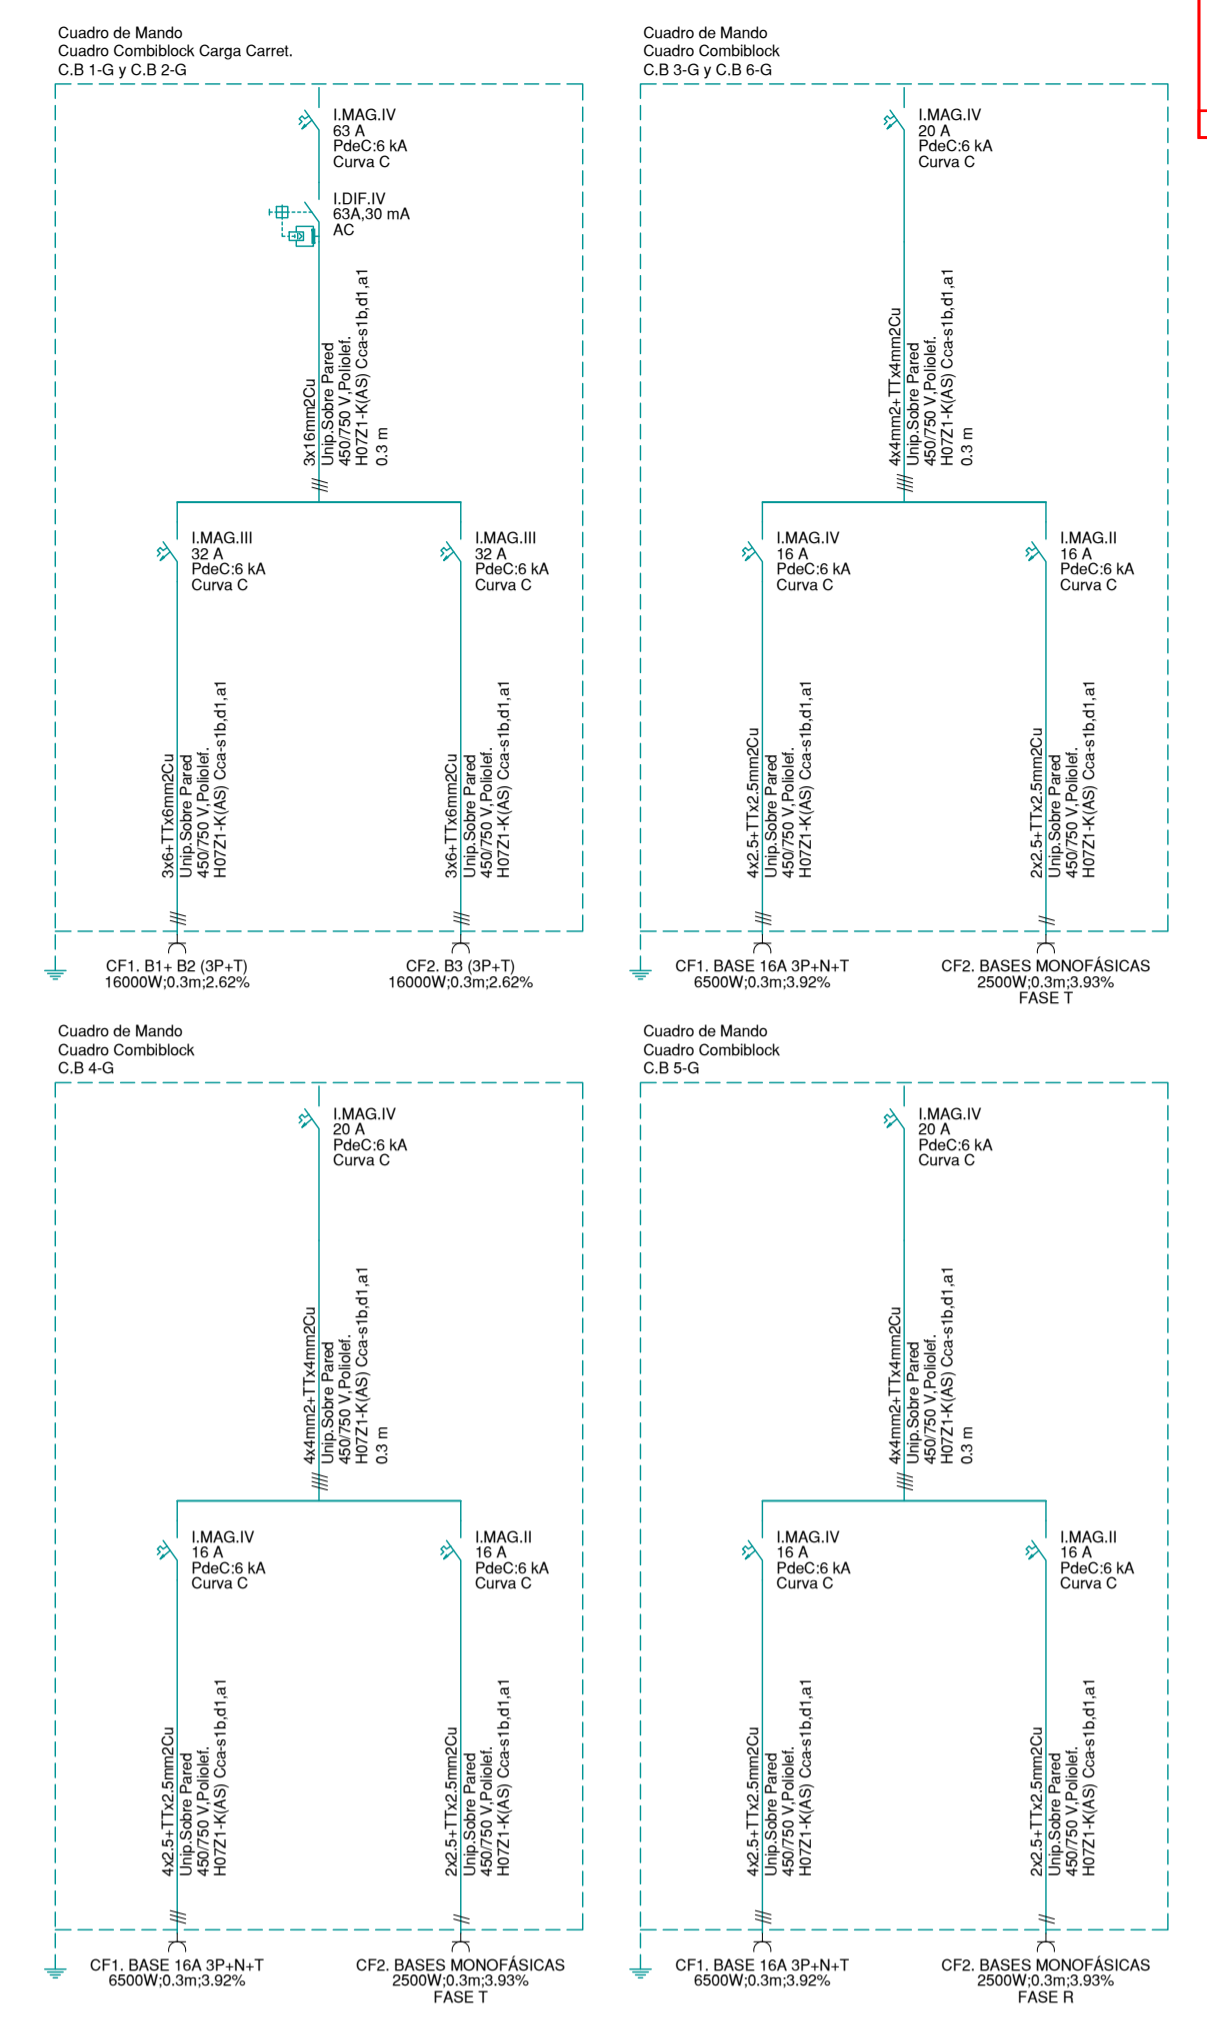 Cuadro de Mando
Cuadro Combiblock Carga Carret.
C.B 1-G y C.B 2-G
I.MAG.IV
63 A
PdeC:6 kA
Curva C
I.DIF.IV
63A,30 mA
AC
3x16mm2Cu
Unip.Sobre Pared
450/750 V,Poliolef.
H07Z1-K(AS) Cca-s1b,d1,a1
0.3 m
I.MAG.III
32 A
PdeC:6 kA
Curva C
I.MAG.III
32 A
PdeC:6 kA
Curva C
3x6+TTx6mm2Cu
Unip.Sobre Pared
450/750 V,Poliolef.
H07Z1-K(AS) Cca-s1b,d1,a1
3x6+TTx6mm2Cu
Unip.Sobre Pared
450/750 V,Poliolef.
H07Z1-K(AS) Cca-s1b,d1,a1
CF1. B1+ B2 (3P+T)
16000W;0.3m;2.62%
CF2. B3 (3P+T)
16000W;0.3m;2.62%
Cuadro de Mando
Cuadro Combiblock
C.B 3-G y C.B 6-G
I.MAG.IV
20 A
PdeC:6 kA
Curva C
4x4mm2+TTx4mm2Cu
Unip.Sobre Pared
450/750 V,Poliolef.
H07Z1-K(AS) Cca-s1b,d1,a1
0.3 m
I.MAG.IV
16 A
PdeC:6 kA
Curva C
I.MAG.II
16 A
PdeC:6 kA
Curva C
4x2.5+TTx2.5mm2Cu
Unip.Sobre Pared
450/750 V,Poliolef.
H07Z1-K(AS) Cca-s1b,d1,a1
2x2.5+TTx2.5mm2Cu
Unip.Sobre Pared
450/750 V,Poliolef.
H07Z1-K(AS) Cca-s1b,d1,a1
CF1. BASE 16A 3P+N+T
6500W;0.3m;3.92%
CF2. BASES MONOFÁSICAS
2500W;0.3m;3.93%
FASE T
Cuadro de Mando
Cuadro Combiblock
C.B 4-G
I.MAG.IV
20 A
PdeC:6 kA
Curva C
4x4mm2+TTx4mm2Cu
Unip.Sobre Pared
450/750 V,Poliolef.
H07Z1-K(AS) Cca-s1b,d1,a1
0.3 m
I.MAG.IV
16 A
PdeC:6 kA
Curva C
I.MAG.II
16 A
PdeC:6 kA
Curva C
4x2.5+TTx2.5mm2Cu
Unip.Sobre Pared
450/750 V,Poliolef.
H07Z1-K(AS) Cca-s1b,d1,a1
2x2.5+TTx2.5mm2Cu
Unip.Sobre Pared
450/750 V,Poliolef.
H07Z1-K(AS) Cca-s1b,d1,a1
CF1. BASE 16A 3P+N+T
6500W;0.3m;3.92%
CF2. BASES MONOFÁSICAS
2500W;0.3m;3.93%
FASE T
Cuadro de Mando
Cuadro Combiblock
C.B 5-G
I.MAG.IV
20 A
PdeC:6 kA
Curva C
4x4mm2+TTx4mm2Cu
Unip.Sobre Pared
450/750 V,Poliolef.
H07Z1-K(AS) Cca-s1b,d1,a1
0.3 m
I.MAG.IV
16 A
PdeC:6 kA
Curva C
I.MAG.II
16 A
PdeC:6 kA
Curva C
4x2.5+TTx2.5mm2Cu
Unip.Sobre Pared
450/750 V,Poliolef.
H07Z1-K(AS) Cca-s1b,d1,a1
2x2.5+TTx2.5mm2Cu
Unip.Sobre Pared
450/750 V,Poliolef.
H07Z1-K(AS) Cca-s1b,d1,a1
CF1. BASE 16A 3P+N+T
6500W;0.3m;3.92%
CF2. BASES MONOFÁSICAS
2500W;0.3m;3.93%
FASE R